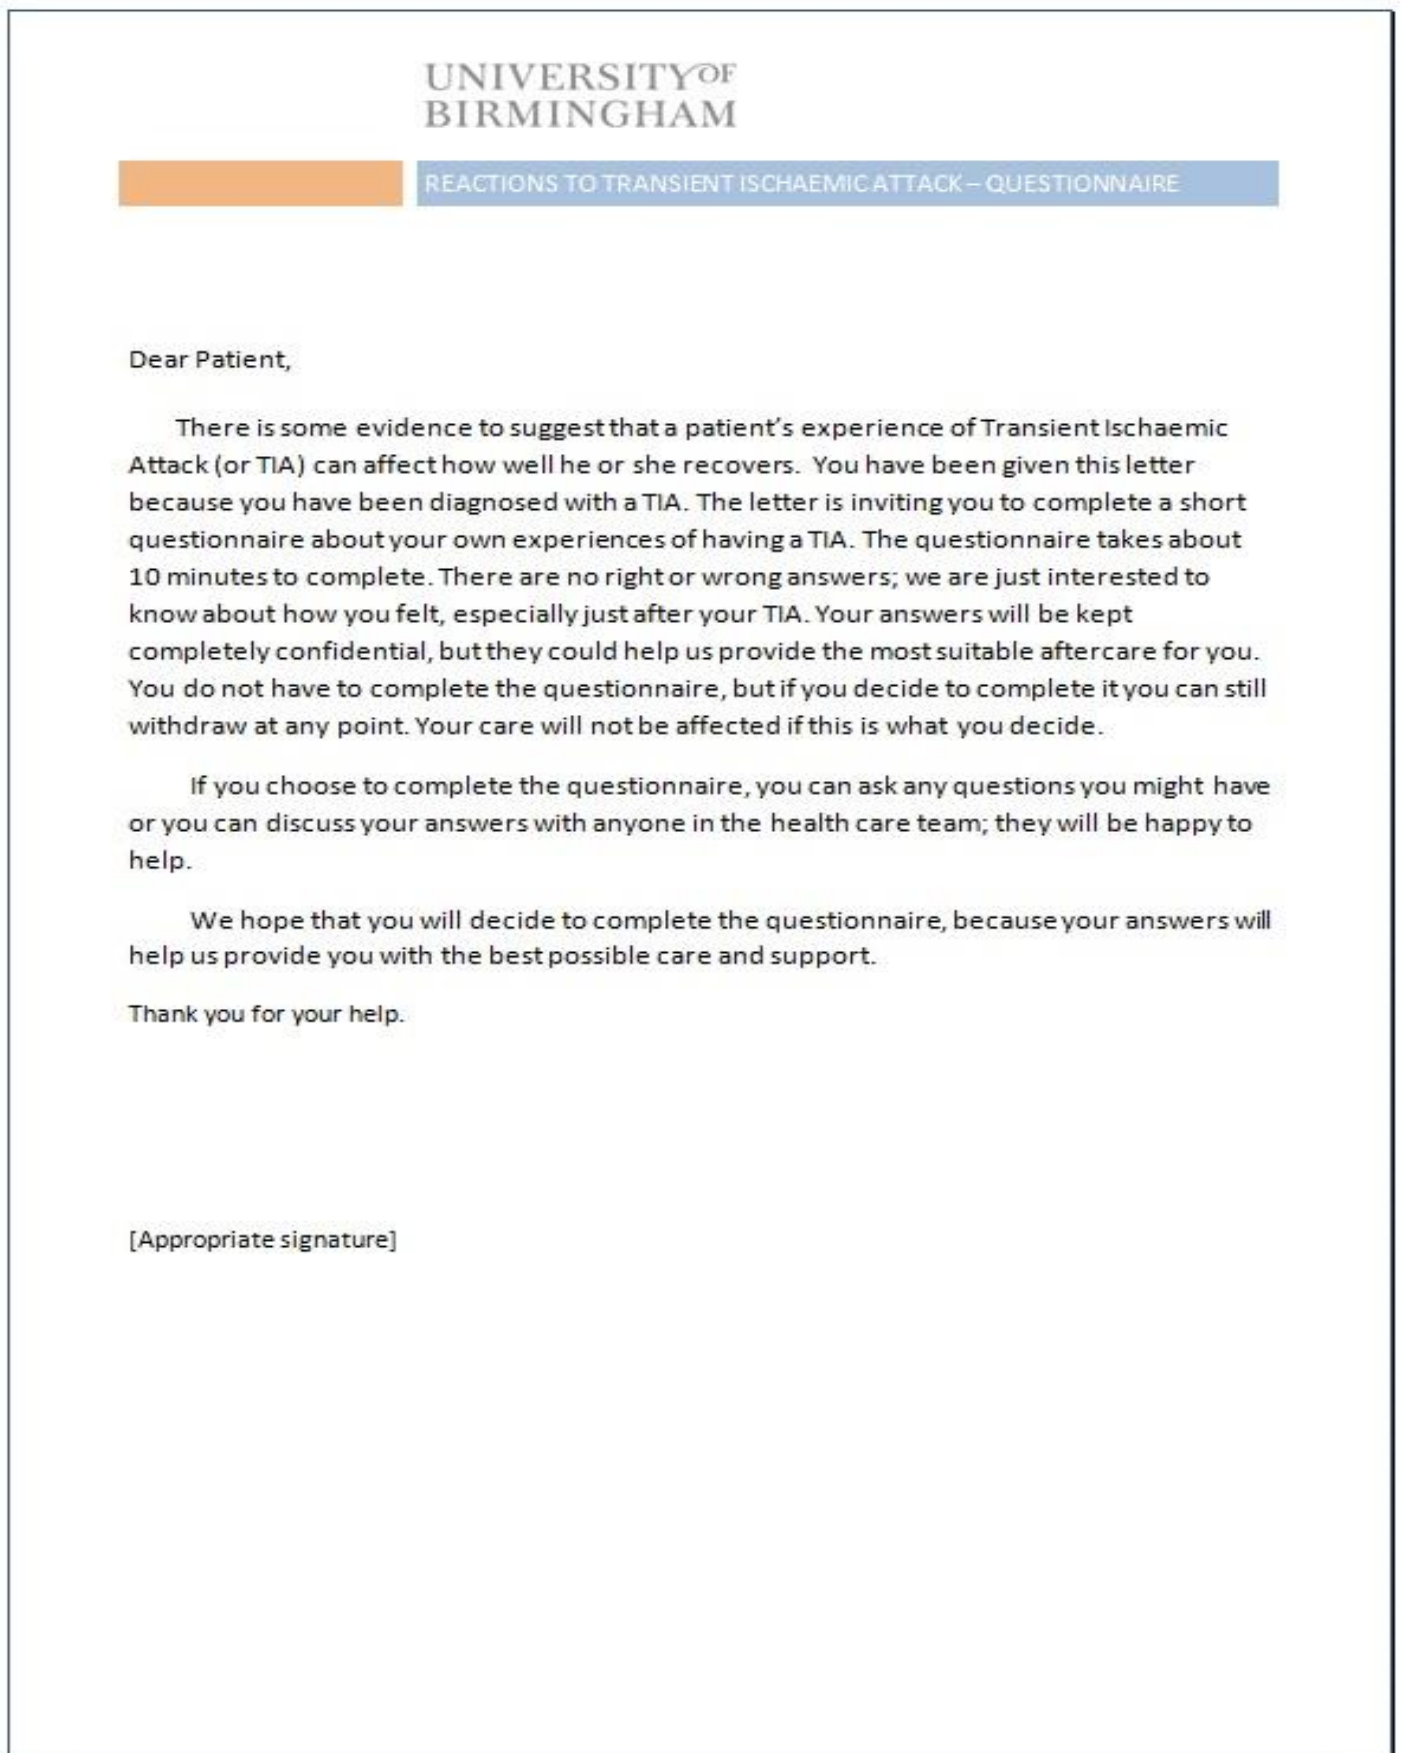 UNIVERSITY OF
BIRMINGHAM
REACTIONS TO TRANSIENT ISCHAEMIC ATTACK – QUESTIONNAIRE
Dear Patient,
There is some evidence to suggest that a patient’s experience of Transient Ischaemic
Attack (or TIA) can affect how well he or she recovers. You have been given this letter
because you have been diagnosed with a TIA. The letter is inviting you to complete a short
questionnaire about your own experiences of having a TIA. The questionnaire takes about
10 minutes to complete. There are no right or wrong answers; we are just interested to
know about how you felt, especially just after your TIA. Your answers will be kept
completely confidential, but they could help us provide the most suitable aftercare for you.
You do not have to complete the questionnaire, but if you decide to complete it you can still
withdraw at any point. Your care will not be affected if this is what you decide.
If you choose to complete the questionnaire, you can ask any questions you might have
or you can discuss your answers with anyone in the health care team; they will be happy to
help.
We hope that you will decide to complete the questionnaire, because your answers will
help us provide you with the best possible care and support.
Thank you for your help.
[Appropriate signature]